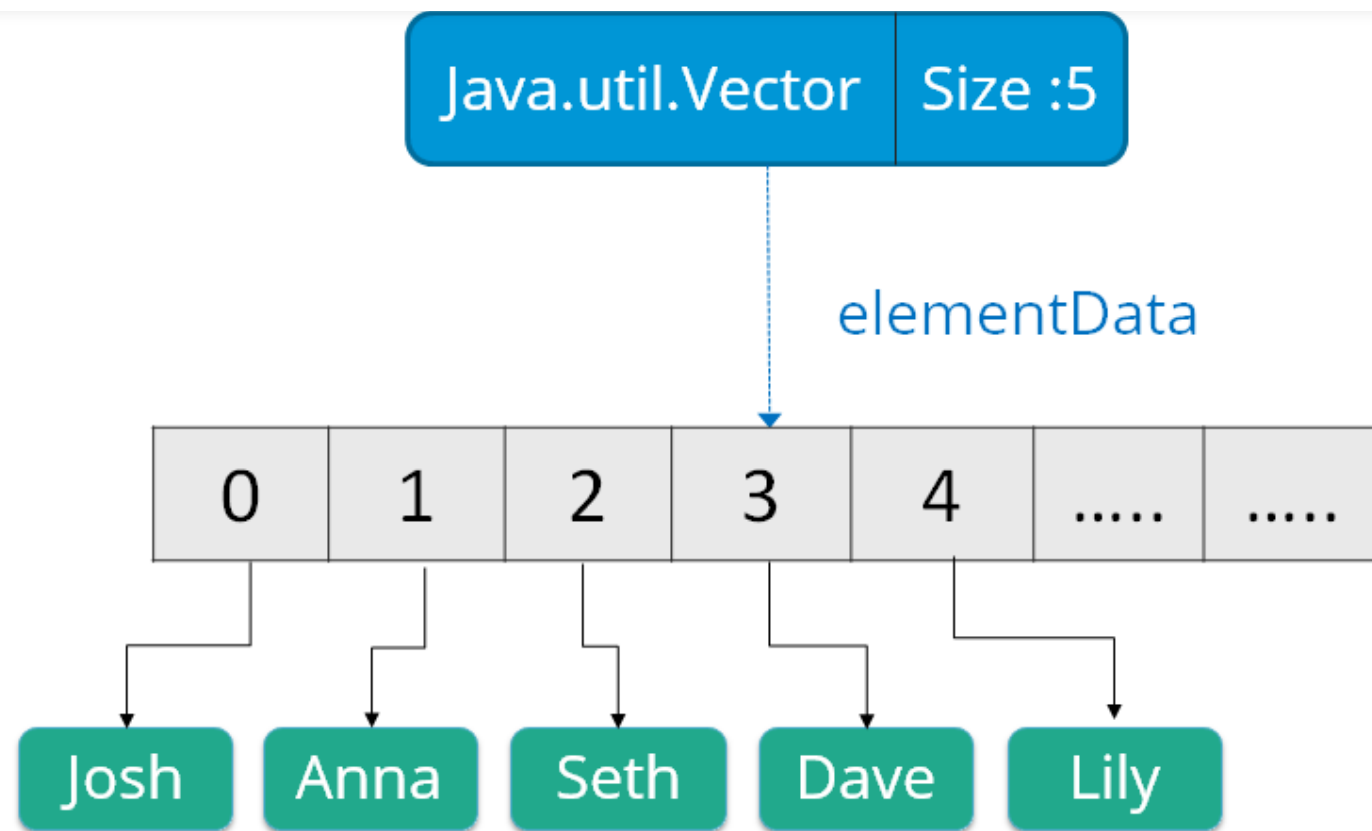 Java.util.Vector Size :5
elementData
0 1 2 3 4 ..... .....
Josh Anna Seth Dave Lily